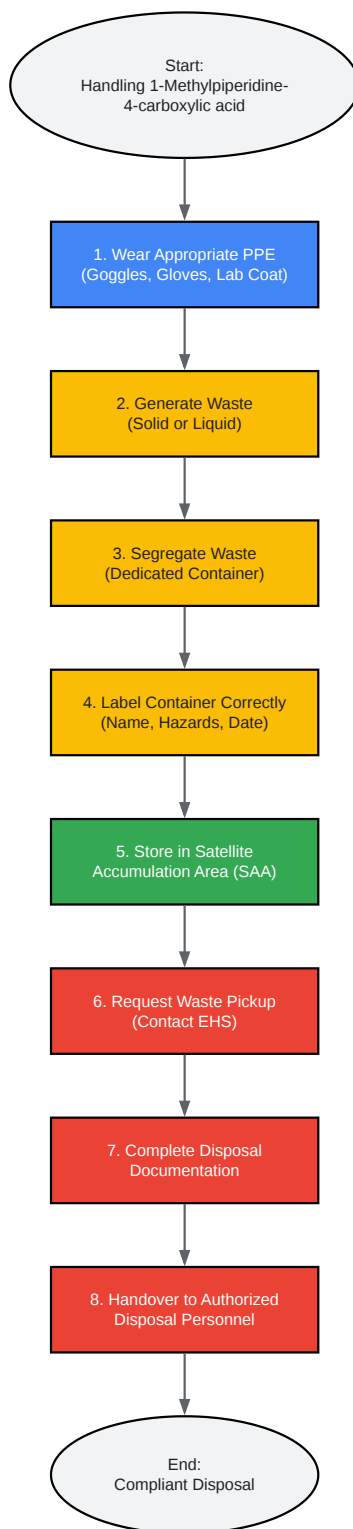 Start:
Handling 1-Methylpiperidine-
4-carboxylic acid
1. Wear Appropriate PPE
(Goggles, Gloves, Lab Coat)
2. Generate Waste
(Solid or Liquid)
3. Segregate Waste
(Dedicated Container)
4. Label Container Correctly
(Name, Hazards, Date)
5. Store in Satellite
Accumulation Area (SAA)
6. Request Waste Pickup
(Contact EHS)
7. Complete Disposal
Documentation
8. Handover to Authorized
Disposal Personnel
End:
Compliant Disposal